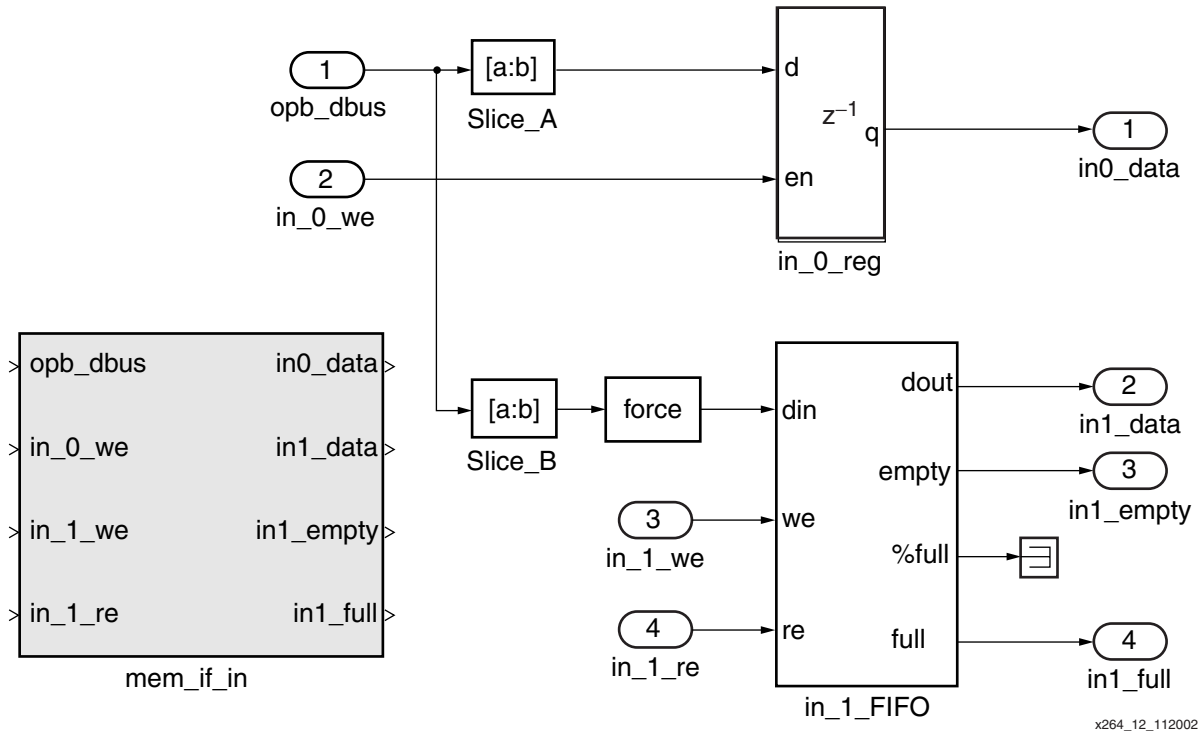 1
opb_dbus
[a:b]
Slice_A
d
z⁻¹
q
en
in_0_reg
1
in0_data
2
in_0_we
opb_dbus
in0_data
in_0_we
in1_data
in_1_we
in1_empty
in_1_re
in1_full
mem_if_in
[a:b]
Slice_B
force
din
dout
we
empty
%full
re
full
in_1_FIFO
3
in_1_we
4
in_1_re
2
in1_data
3
in1_empty
4
in1_full
x264_12_112002